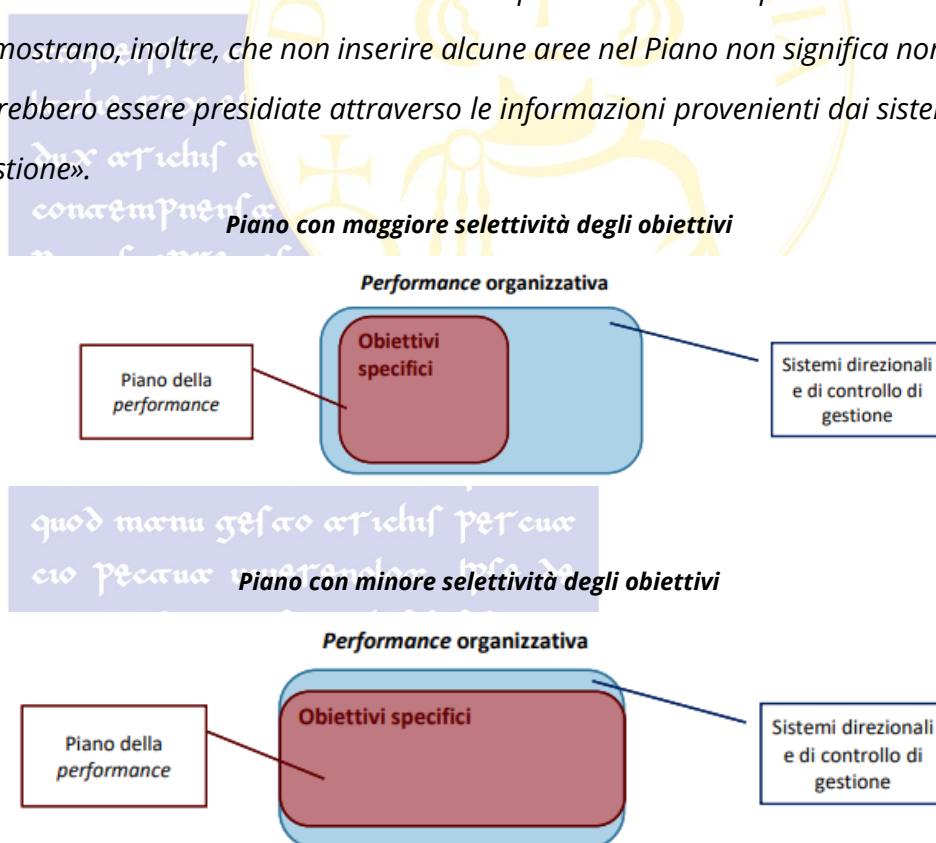 mostrano, inoltre, che non inserire alcune aree nel Piano non significa non
rebbero essere presidiate attraverso le informazioni provenienti dai
stione».
Piano con maggiore selettività degli obiettivi
Performance organizzativa
Obiettivi
specifici
Piano della
performance
Sistemi direzionali
e di controllo di
gestione
quod manu
Piano con minore selettività degli obiettivi
Performance organizzativa
Obiettivi specifici
Piano della
performance
Sistemi direzionali
e di controllo di
gestione